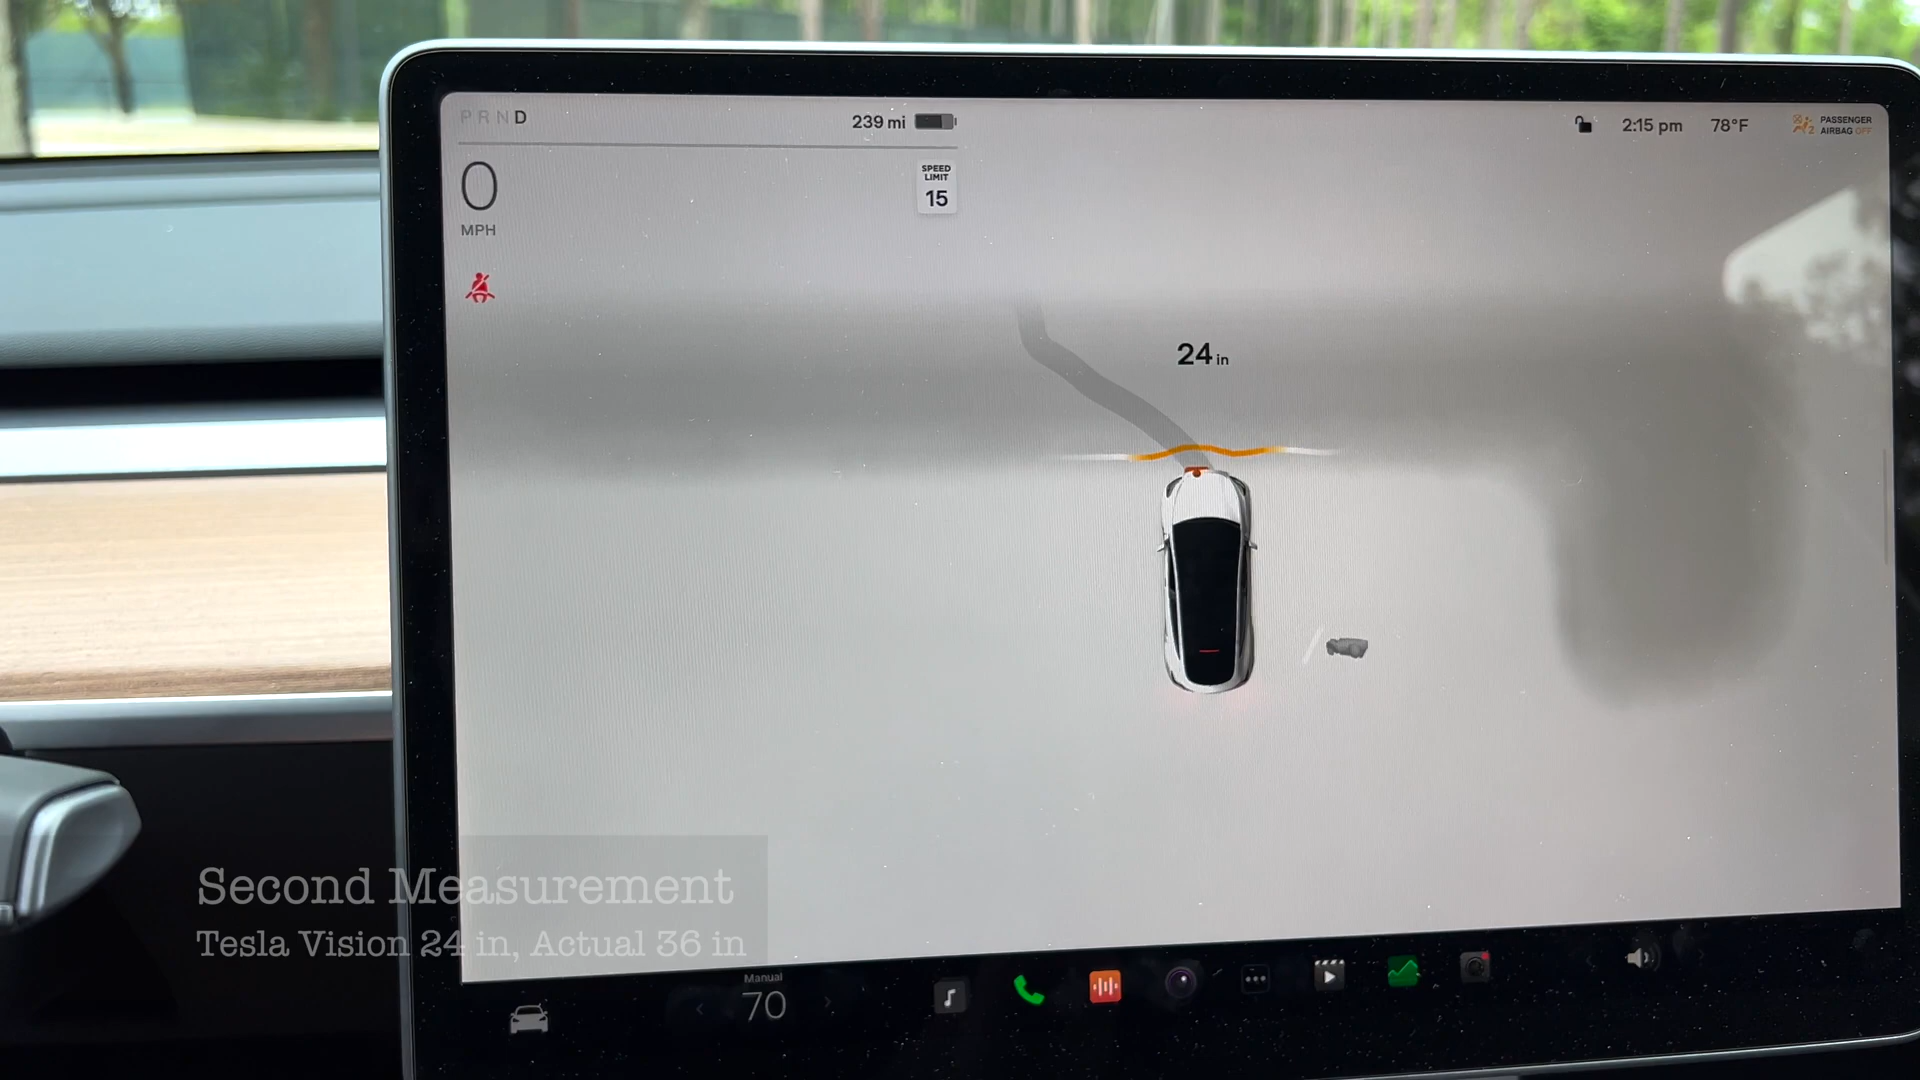 PRND
239 mi
2:15 pm
78°F
PASSENGER
AIRBAG OFF
0
MPH
SPEED
LIMIT
15
24 in
Second Measurement
Tesla Vision 24 in, Actual 36 in
Manual
70